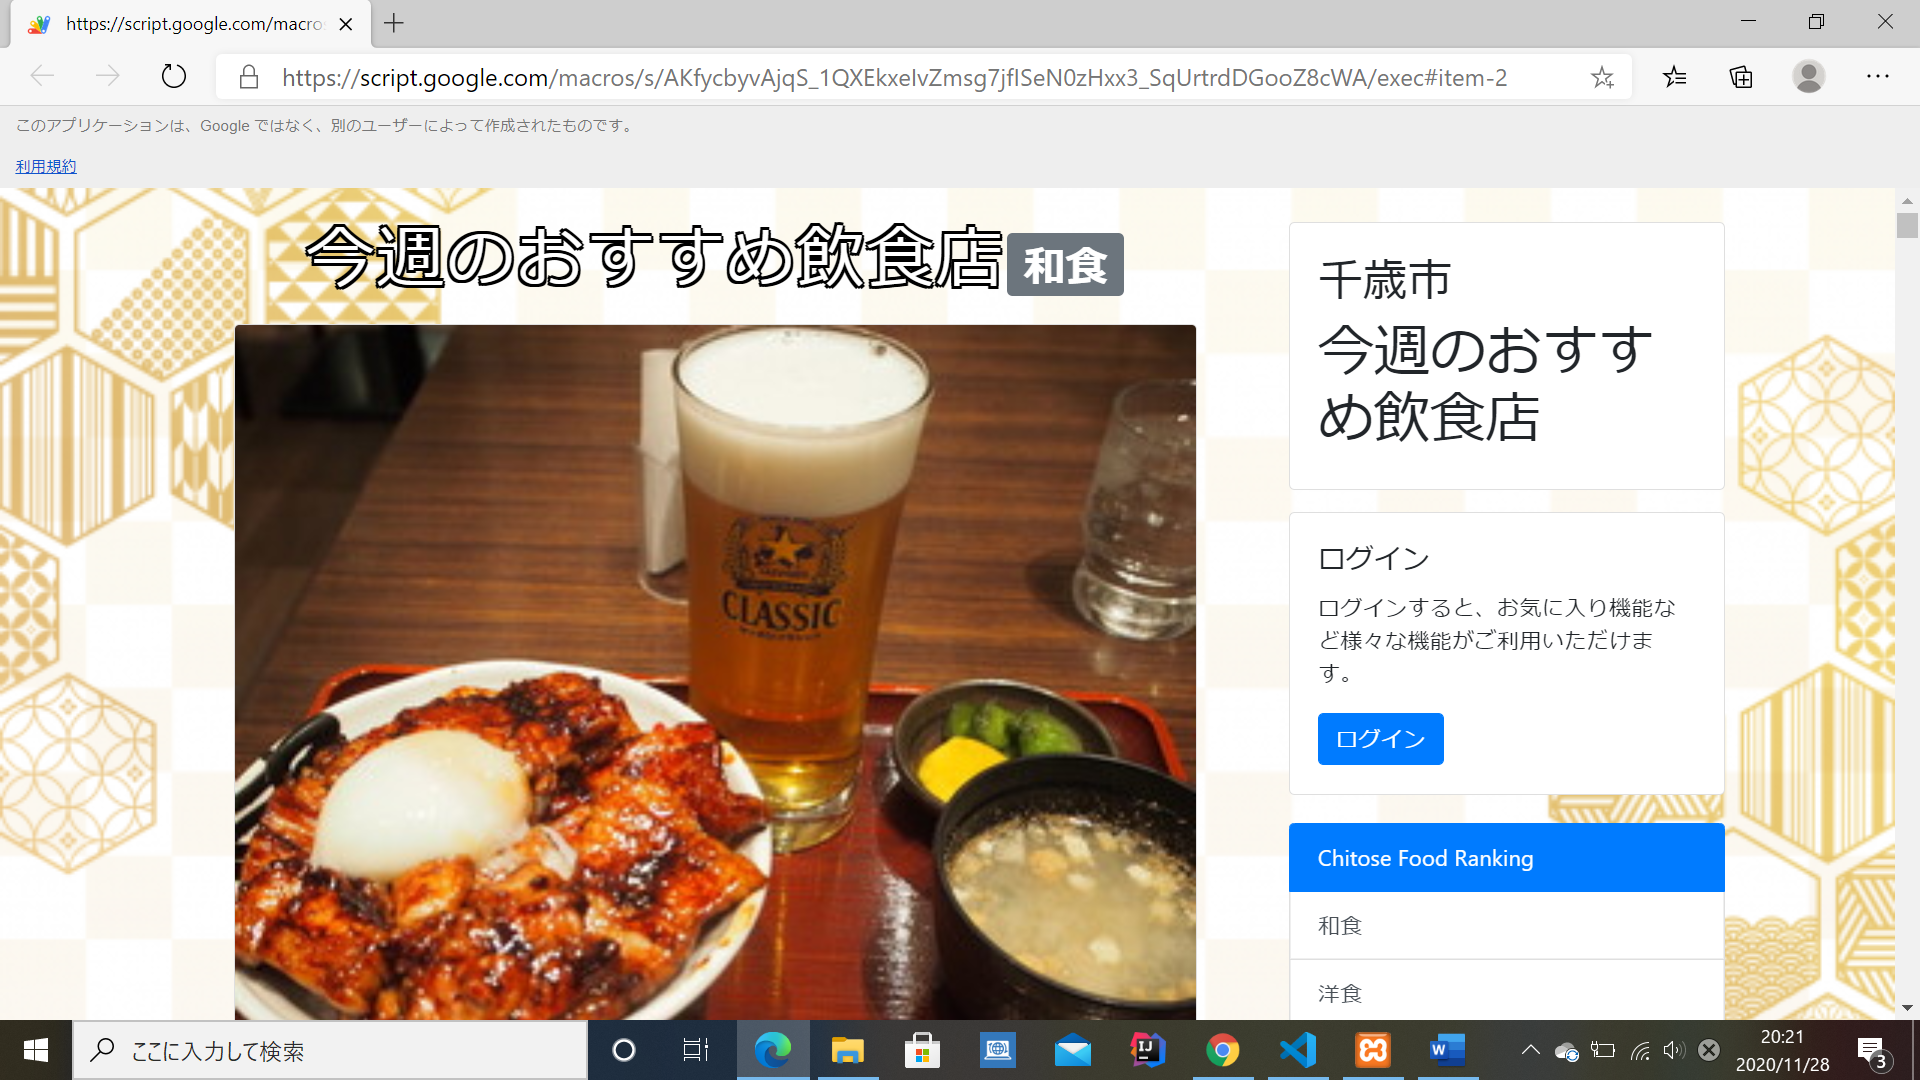 https://script.google.com/macro
https://script.google.com/macros/s/AKfycbyvAjqS_1QXEkxeIvZmsg7jfISeN0zHxx3_SqUrtrdDGooZ8cWA/exec#item-2
このアプリケーションは、Google ではなく、別のユーザーによって作成されたものです。
利用規約
今週のおすすめ飲食店 和食
CLASSIC
千歳市
今週のおすす
め飲食店
ログイン
ログインすると、お気に入り機能な
ど様々な機能がご利用いただけま
す。
ログイン
Chitose Food Ranking
和食
洋食
ここに入力して検索
20:21
2020/11/28
3